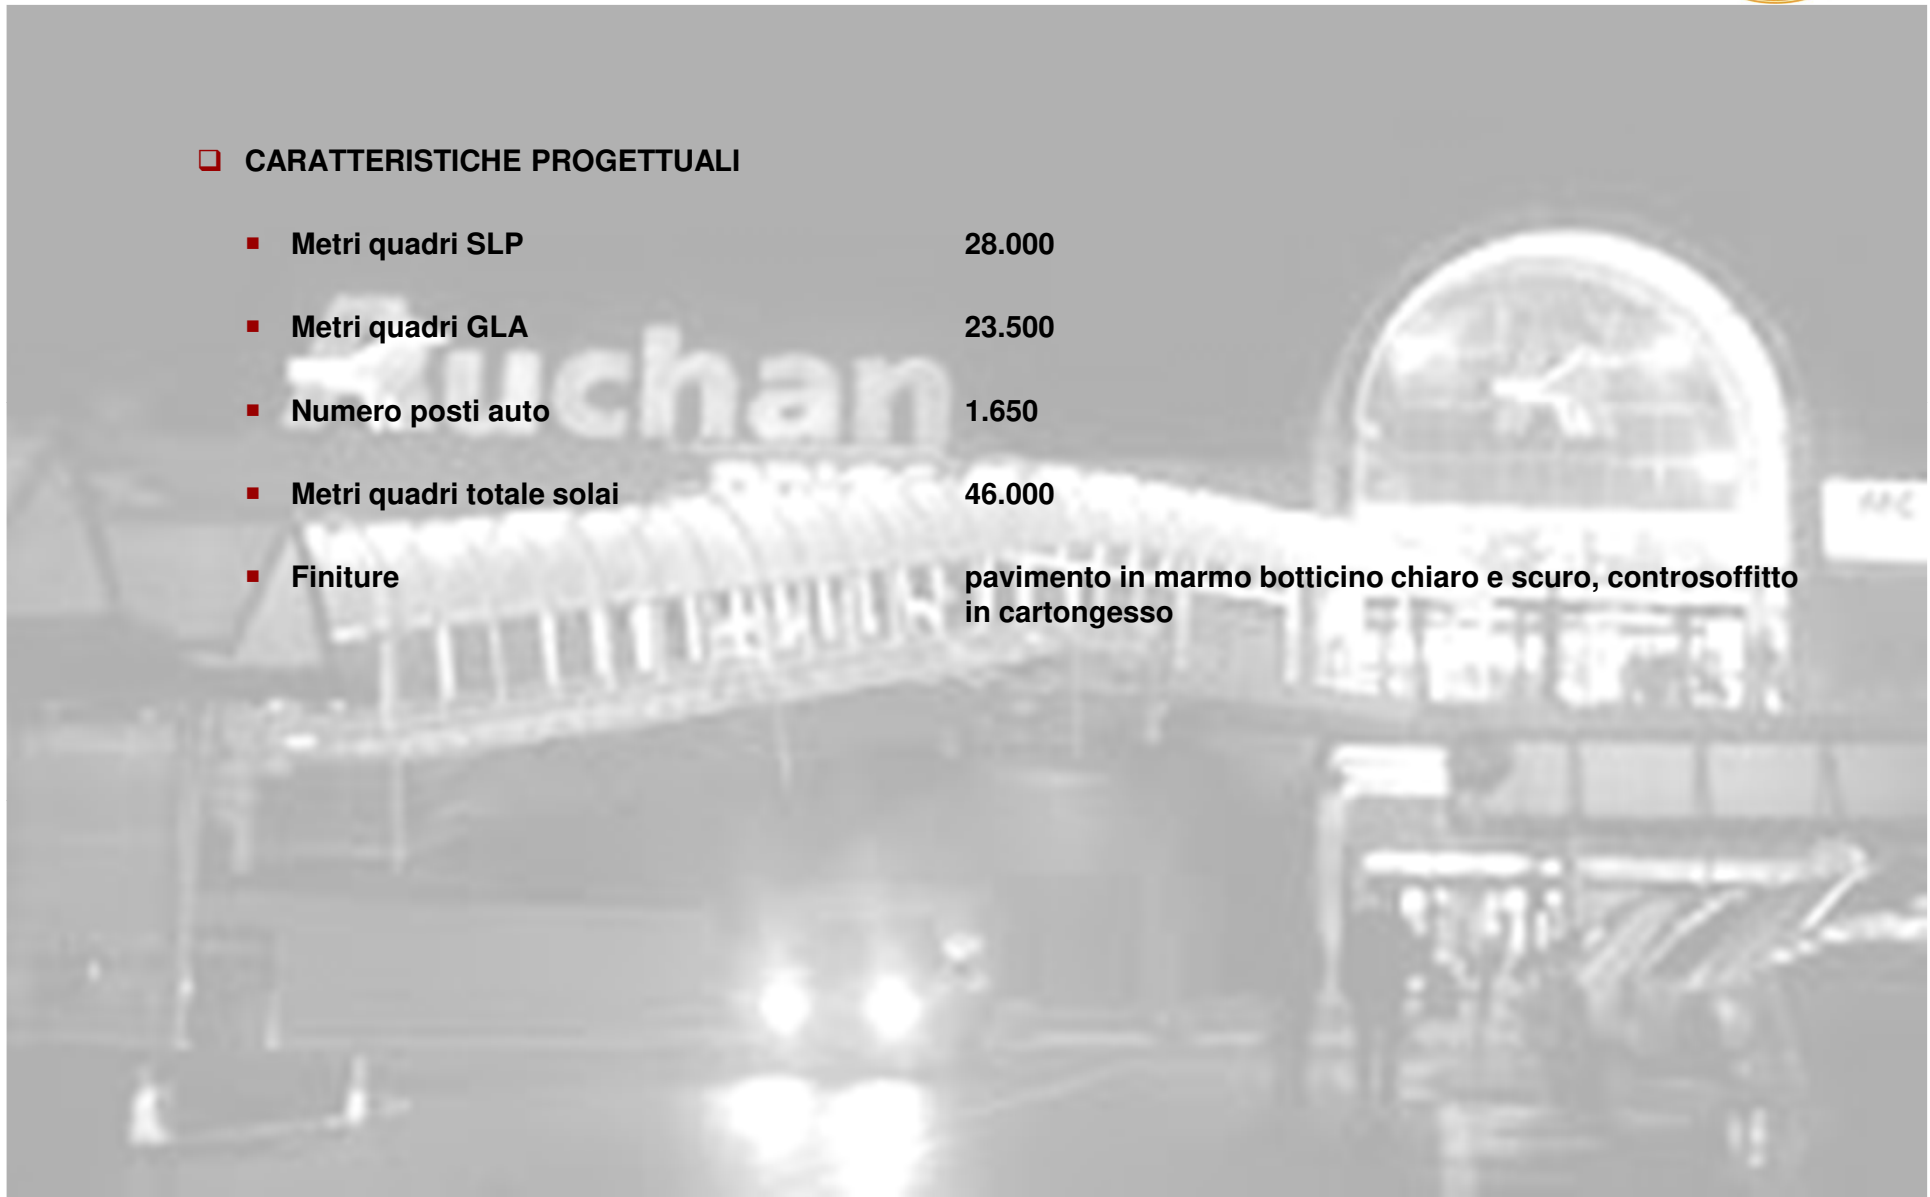 CARATTERISTICHE PROGETTUALI
Metri quadri SLP 28.000
Metri quadri GLA 23.500
Auchan
Numero posti auto 1.650
Metri quadri totale solai 46.000
Finiture pavimento in marmo botticino chiaro e scuro, controsoffitto
in cartongesso